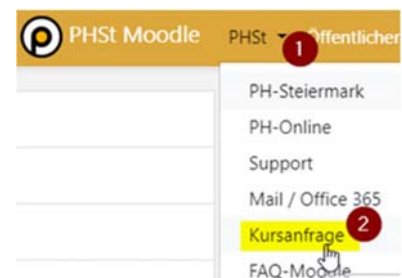 PHSt Moodle PHSt 1 Öffentlicher
PH-Steiermark
PH-Online
Support
Mail / Office 365
Kursanfrage 2
FAQ-Moodle